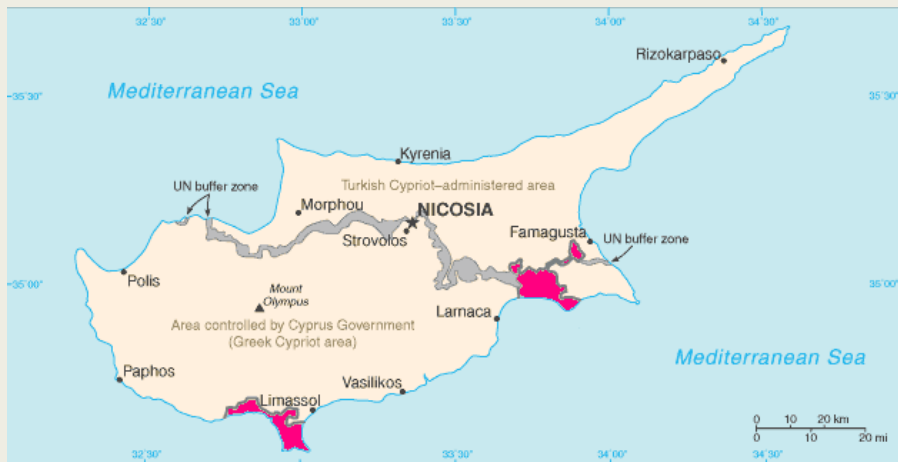 32°30'
33°00'
33°30'
34°00'
34°30'
Rizokarpaso
Mediterranean Sea
35°30'
35°30'
Kyrenia
Turkish Cypriot–administered area
UN buffer zone
Morphou
NICOSIA
Strovolos
Famagusta
UN buffer zone
Polis
35°00'
35°00'
Mount
Olympus
Larnaca
Area controlled by Cyprus Government
(Greek Cypriot area)
Mediterranean Sea
Paphos
Vasilikos
Limassol
0 10 20 km
0 10 20 mi
32°30'
33°00'
33°30'
34°00'
34°30'